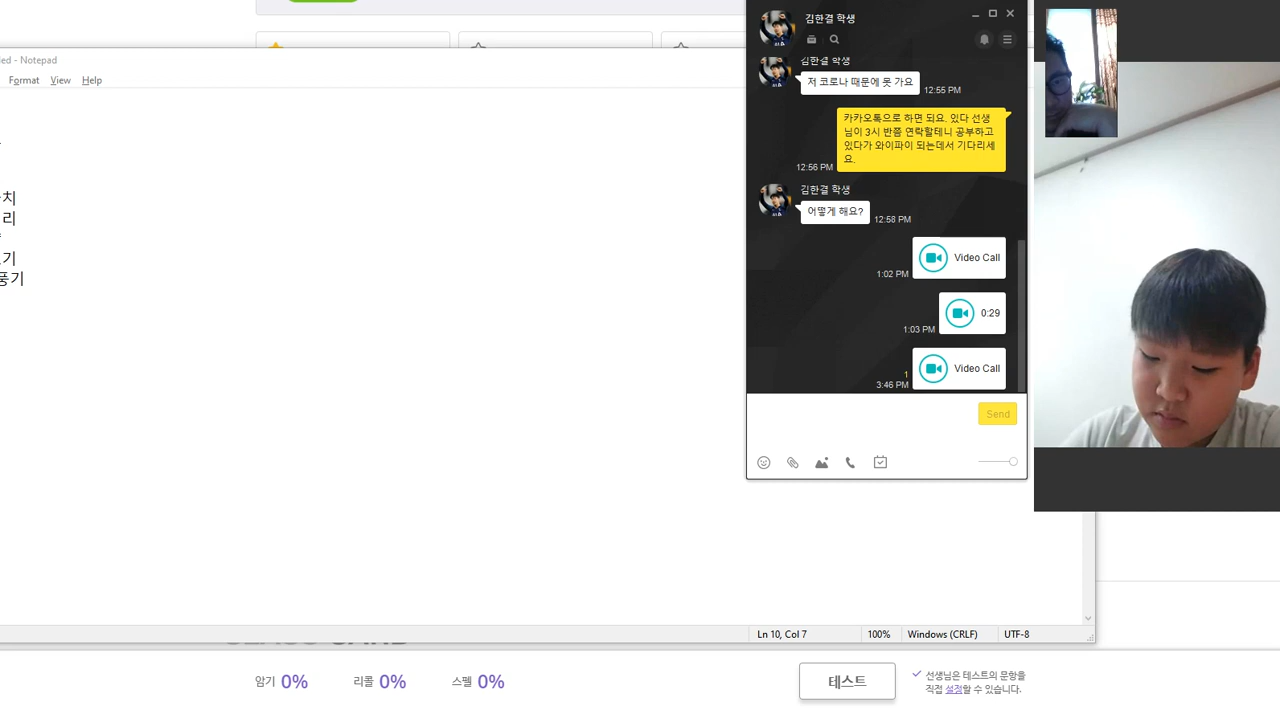 김한결 학생
- Notepad
Format View Help
김한결 학생
저 코로나 때문에 못 가요
12:55 PM
카카오톡으로 하면 되요. 있다 선생
님이 3시 반쯤 연락할테니 공부하고
있다가 와이파이 되는데서 기다리세
요.
12:56 PM
김한결 학생
어떻게 해요?
12:58 PM
Video Call
1:02 PM
0:29
1:03 PM
Video Call
1
3:46 PM
Send
치
리
기
풍기
Ln 10, Col 7 100% Windows (CRLF) UTF-8
암기 0% 리콜 0% 스펠 0%
테스트
선생님은 테스트의 문항을
직접 설정할 수 있습니다.